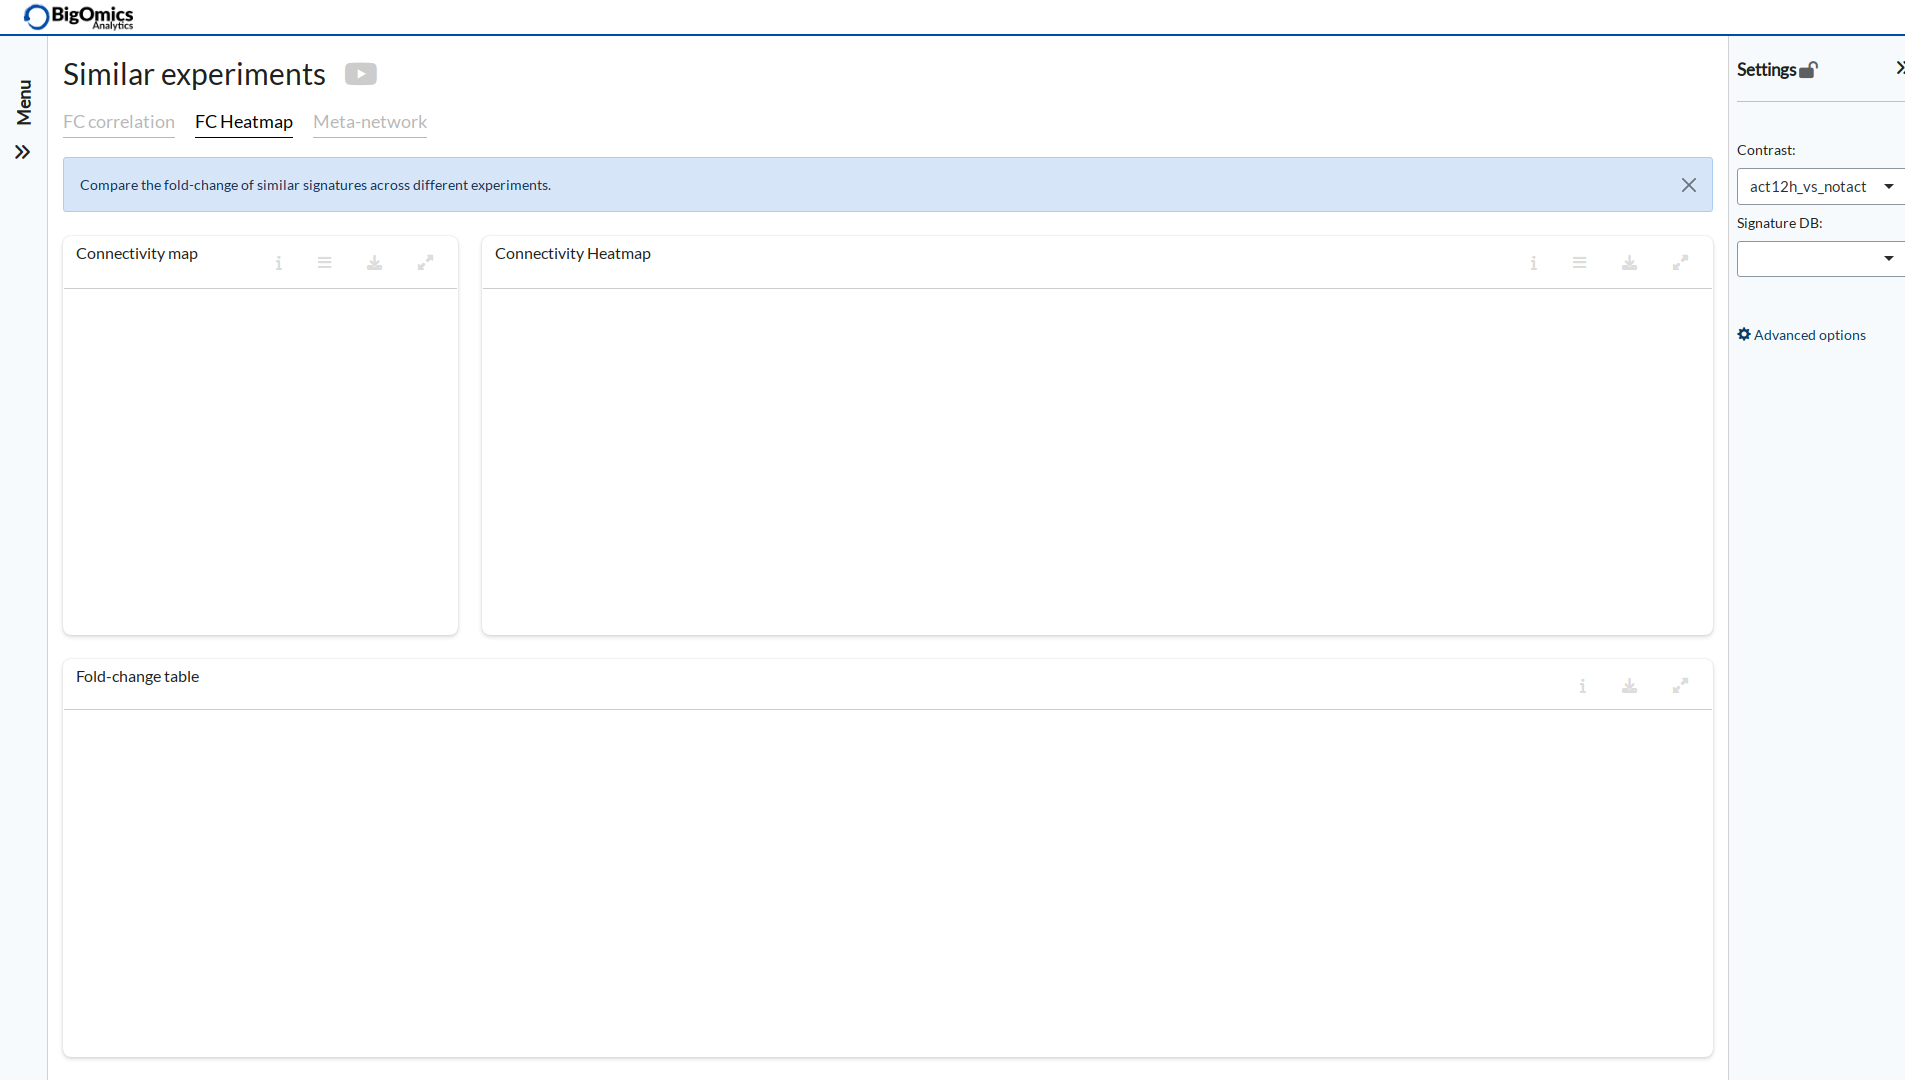 BigOmics
Analytics
Menu
Similar experiments
FC correlation
FC Heatmap
Meta-network
Compare the fold-change of similar signatures across different experiments.
Connectivity map
Connectivity Heatmap
Fold-change table
Settings
Contrast:
act12h_vs_notact
Signature DB:
Advanced options